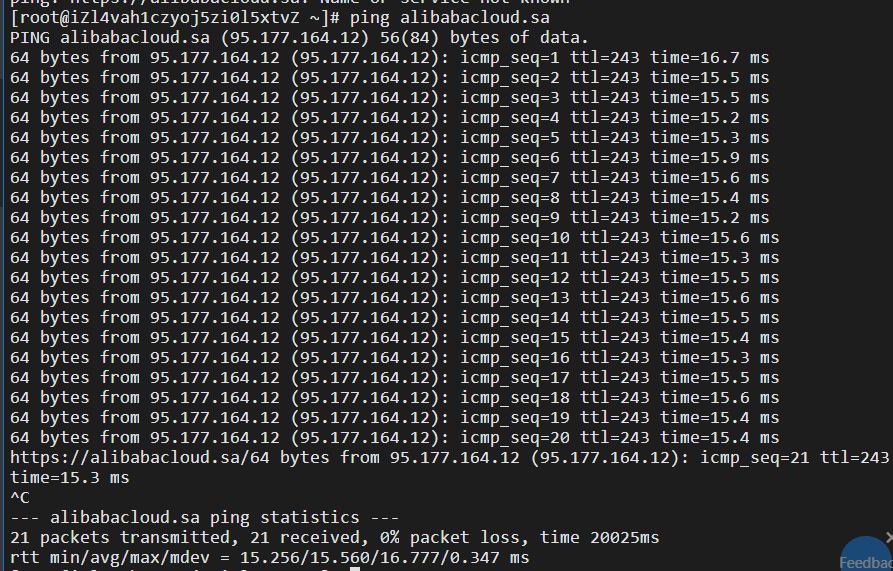 [root@iZl4vah1czyoj5zi0l5xtvZ ~]# ping alibabacloud.sa
PING alibabacloud.sa (95.177.164.12) 56(84) bytes of data.
64 bytes from 95.177.164.12 (95.177.164.12): icmp_seq=1 ttl=243 time=16.7 ms
64 bytes from 95.177.164.12 (95.177.164.12): icmp_seq=2 ttl=243 time=15.5 ms
64 bytes from 95.177.164.12 (95.177.164.12): icmp_seq=3 ttl=243 time=15.5 ms
64 bytes from 95.177.164.12 (95.177.164.12): icmp_seq=4 ttl=243 time=15.2 ms
64 bytes from 95.177.164.12 (95.177.164.12): icmp_seq=5 ttl=243 time=15.3 ms
64 bytes from 95.177.164.12 (95.177.164.12): icmp_seq=6 ttl=243 time=15.9 ms
64 bytes from 95.177.164.12 (95.177.164.12): icmp_seq=7 ttl=243 time=15.6 ms
64 bytes from 95.177.164.12 (95.177.164.12): icmp_seq=8 ttl=243 time=15.4 ms
64 bytes from 95.177.164.12 (95.177.164.12): icmp_seq=9 ttl=243 time=15.2 ms
64 bytes from 95.177.164.12 (95.177.164.12): icmp_seq=10 ttl=243 time=15.6 ms
64 bytes from 95.177.164.12 (95.177.164.12): icmp_seq=11 ttl=243 time=15.3 ms
64 bytes from 95.177.164.12 (95.177.164.12): icmp_seq=12 ttl=243 time=15.5 ms
64 bytes from 95.177.164.12 (95.177.164.12): icmp_seq=13 ttl=243 time=15.6 ms
64 bytes from 95.177.164.12 (95.177.164.12): icmp_seq=14 ttl=243 time=15.5 ms
64 bytes from 95.177.164.12 (95.177.164.12): icmp_seq=15 ttl=243 time=15.4 ms
64 bytes from 95.177.164.12 (95.177.164.12): icmp_seq=16 ttl=243 time=15.3 ms
64 bytes from 95.177.164.12 (95.177.164.12): icmp_seq=17 ttl=243 time=15.5 ms
64 bytes from 95.177.164.12 (95.177.164.12): icmp_seq=18 ttl=243 time=15.6 ms
64 bytes from 95.177.164.12 (95.177.164.12): icmp_seq=19 ttl=243 time=15.4 ms
64 bytes from 95.177.164.12 (95.177.164.12): icmp_seq=20 ttl=243 time=15.4 ms
https://alibabacloud.sa/64 bytes from 95.177.164.12 (95.177.164.12): icmp_seq=21 ttl=243
time=15.3 ms
^C
--- alibabacloud.sa ping statistics ---
21 packets transmitted, 21 received, 0% packet loss, time 20025ms
rtt min/avg/max/mdev = 15.256/15.560/16.777/0.347 ms
Feedbac